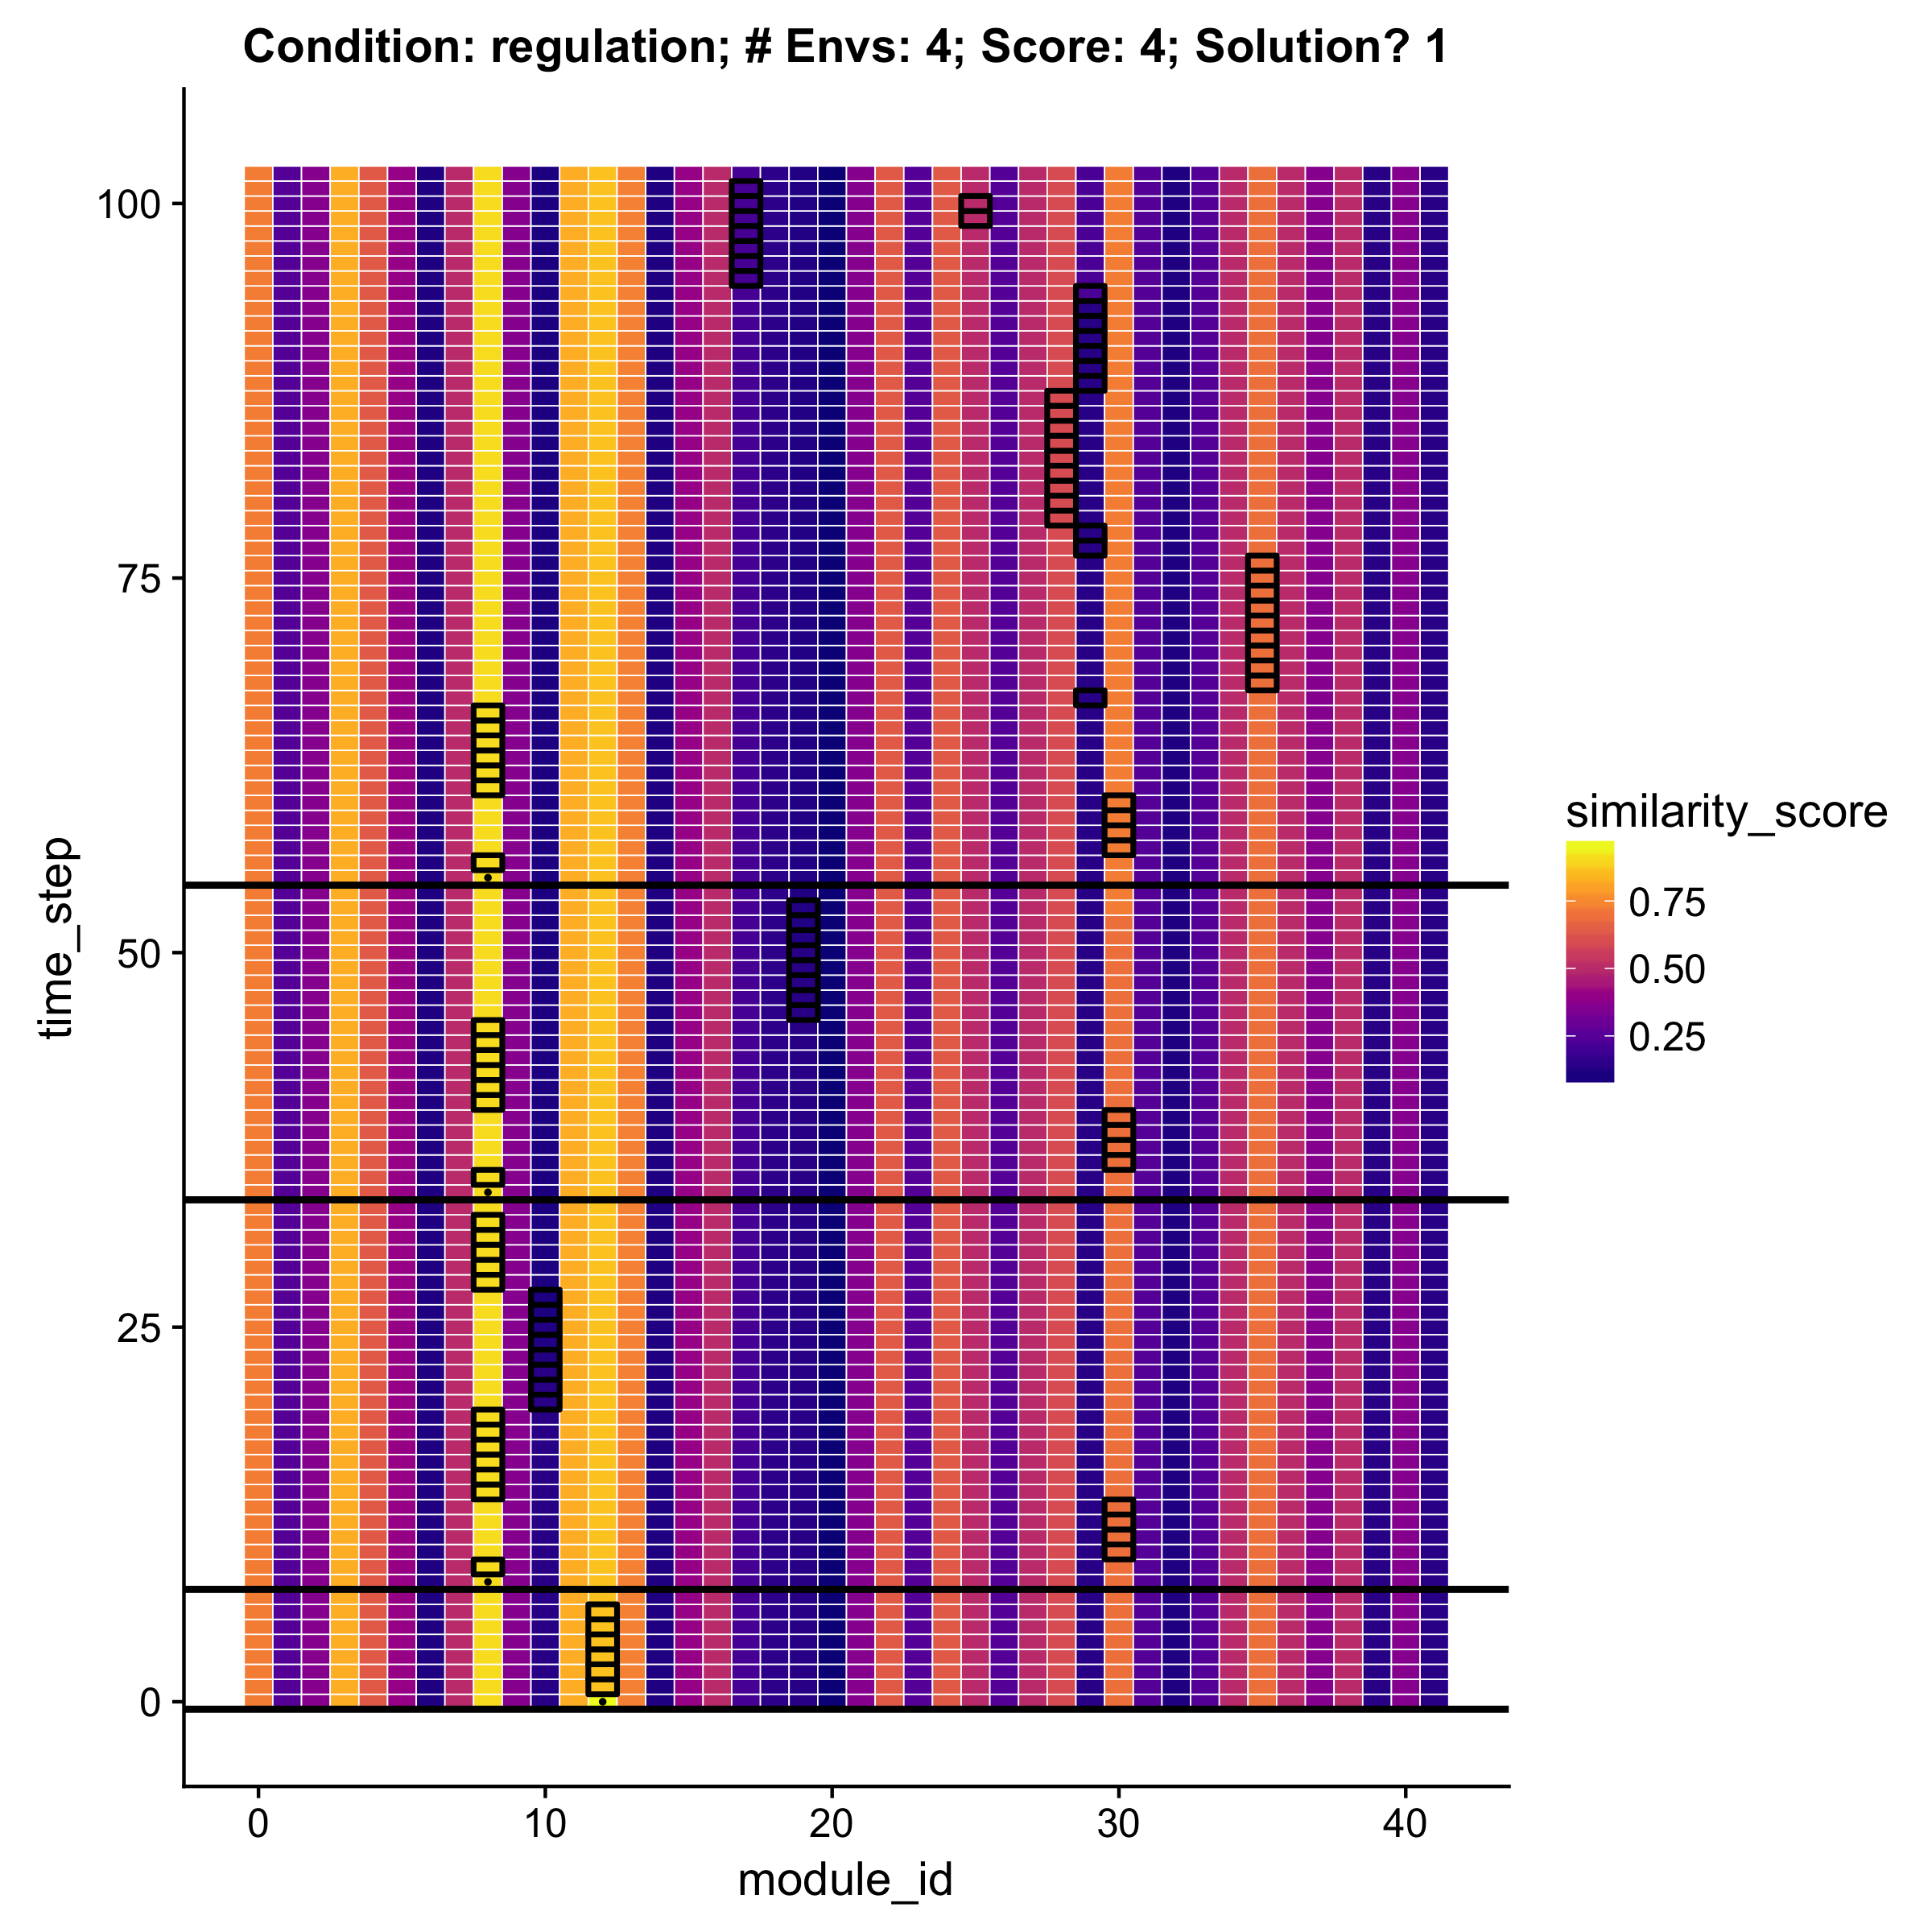 Condition: regulation; # Envs: 4; Score: 4; Solution? 1
100
75
50
25
0
time_step
0 10 20 30 40
module_id
similarity_score
0.75
0.50
0.25